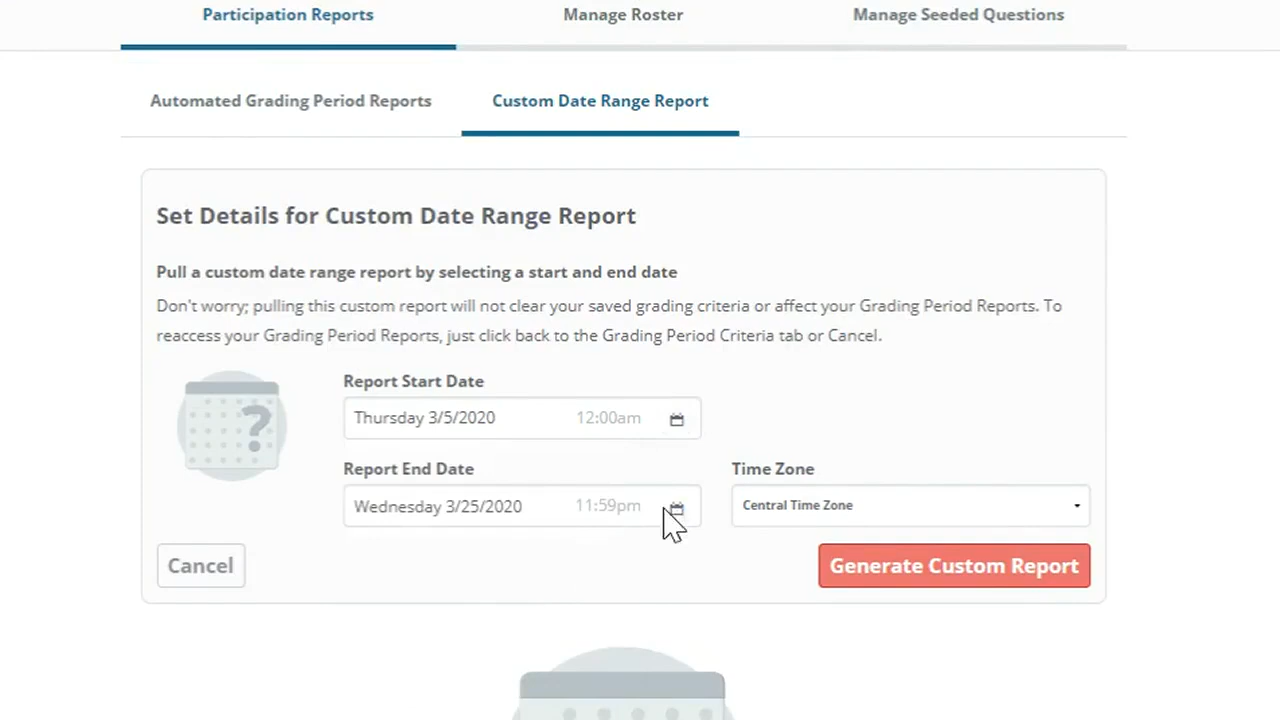 Participation Reports
Manage Roster
Manage Seeded Questions
Automated Grading Period Reports
Custom Date Range Report
Set Details for Custom Date Range Report
Pull a custom date range report by selecting a start and end date
Don't worry; pulling this custom report will not clear your saved grading criteria or affect your Grading Period Reports. To
reaccess your Grading Period Reports, just click back to the Grading Period Criteria tab or Cancel.
?
Report Start Date
Thursday 3/5/2020 12:00am
Report End Date
Time Zone
Wednesday 3/25/2020 11:59pm
Central Time Zone
Cancel
Generate Custom Report